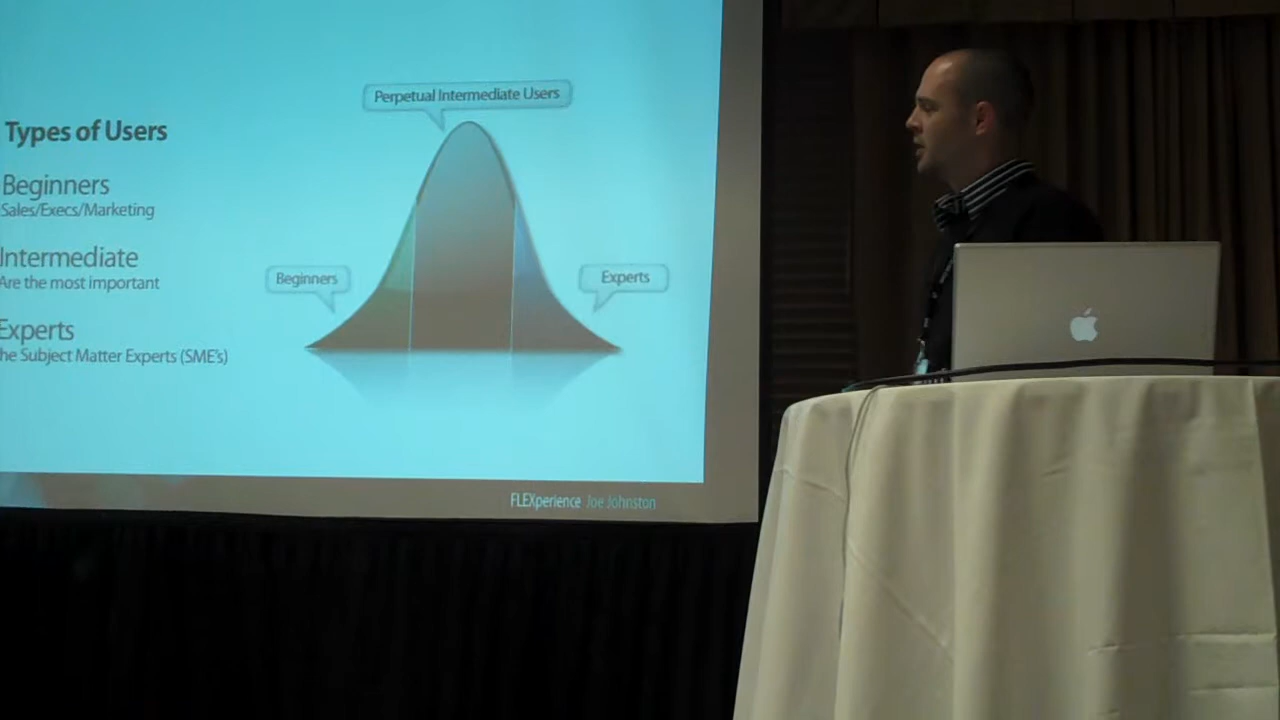 Types of Users
Beginners
Sales/Execs/Marketing
Intermediate
Are the most important
Experts
he Subject Matter Experts (SME's)
Perpetual Intermediate Users
Beginners
Experts
FLEXperience Joe Johnston